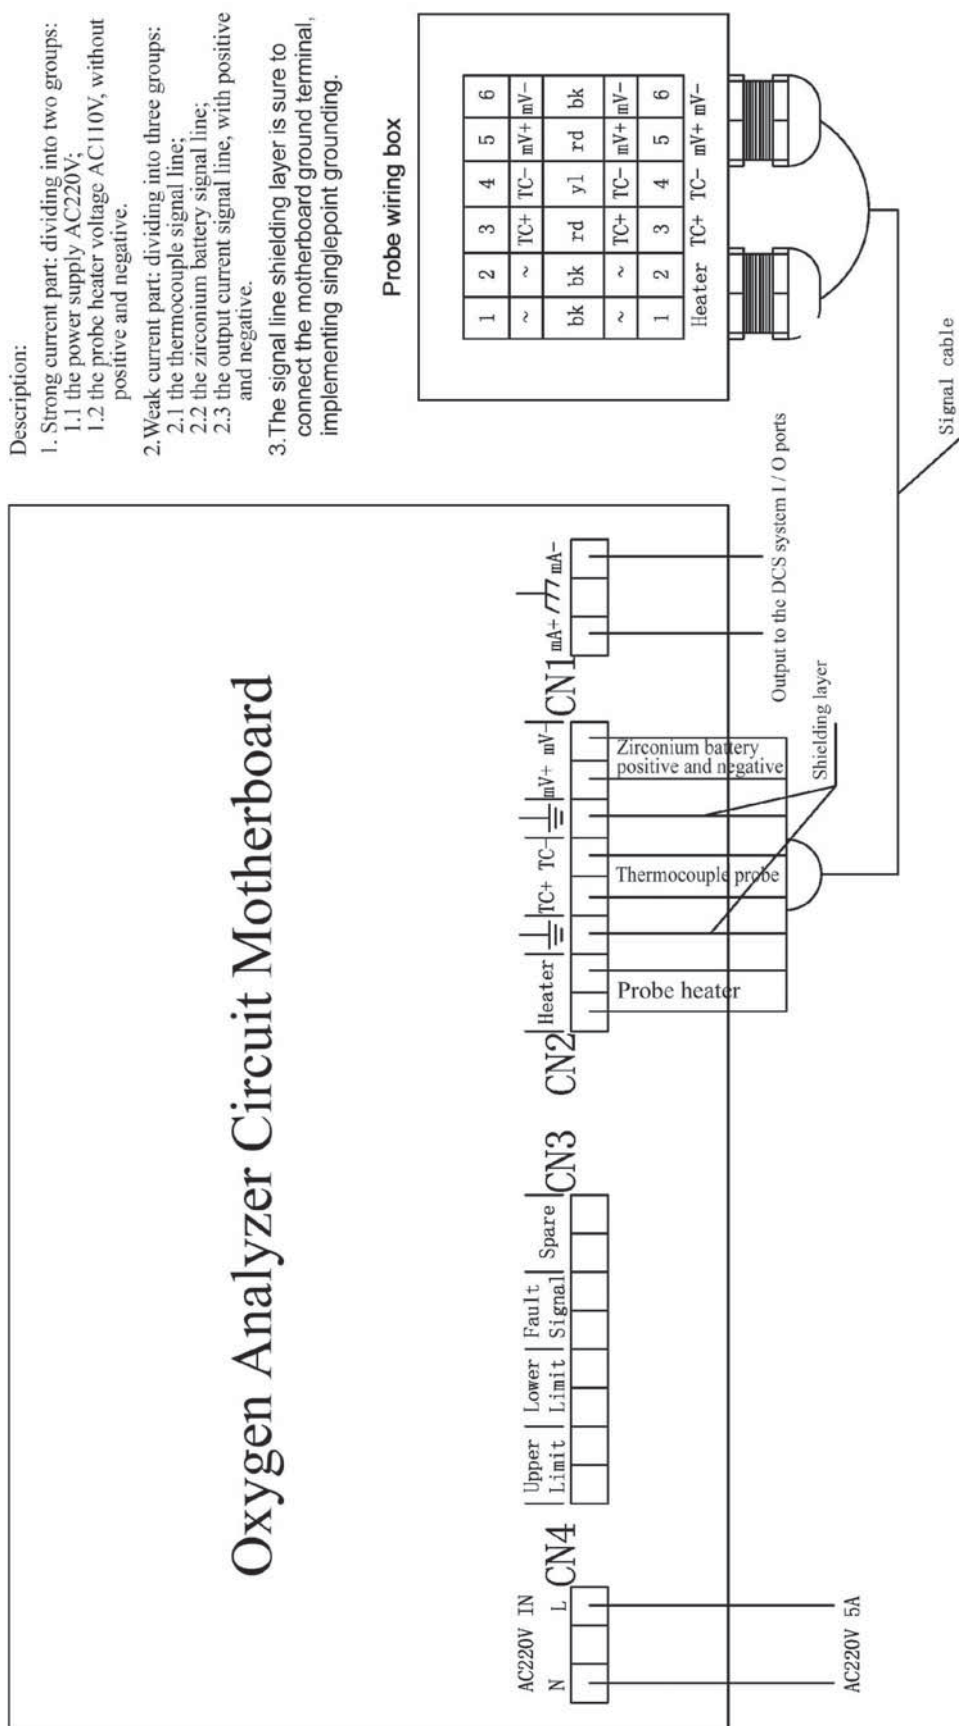 Oxygen Analyzer Circuit Motherboard
AC220V IN
N L
CN4
AC220V 5A
Upper Limit
Lower Limit
Fault Signal
Spare
CN3
CN2
Heater TC+ TC- mV+ mV-
Probe heater
Thermocouple probe
Zirconium battery
positive and negative
Shielding layer
CN1
mA+ mA-
Output to the DCS system I / O ports
Signal cable
Description:
1. Strong current part: dividing into two groups:
1.1 the power supply AC220V;
1.2 the probe heater voltage AC110V, without
positive and negative.
2.Weak current part: dividing into three groups:
2.1 the thermocouple signal line;
2.2 the zirconium battery signal line;
2.3 the output current signal line, with positive
and negative.
3.The signal line shielding layer is sure to
connect the motherboard ground terminal,
implementing singlepoint grounding.
Probe wiring box
1 2 3 4 5 6
~ ~ TC+ TC- mV+ mV-
bk bk rd yl rd bk
~ ~ TC+ TC- mV+ mV-
1 2 3 4 5 6
Heater TC+ TC- mV+ mV-